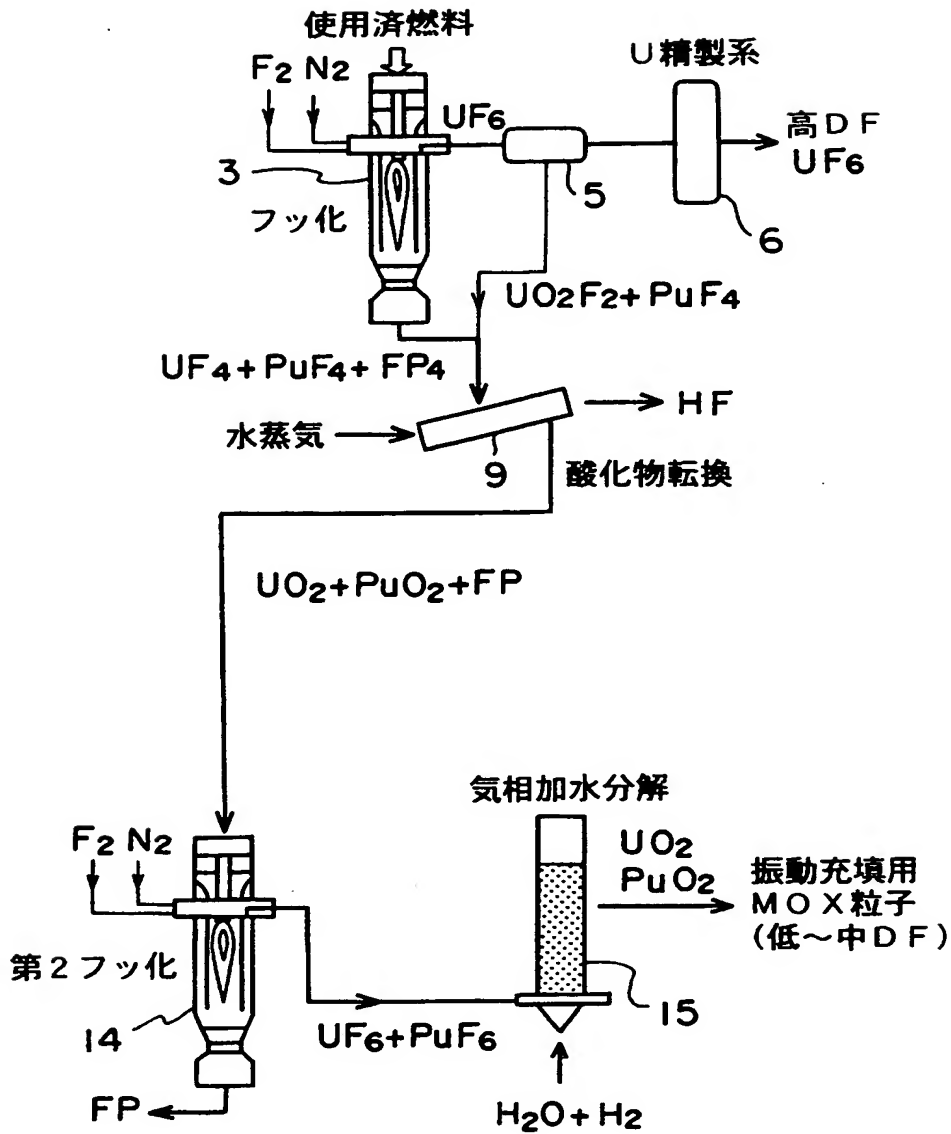 使用済燃料
F2 N2
UF6
U精製系
高DF
UF6
3
5
6
フッ化
UO2F2+PuF4
UF4+PuF4+FP4
水蒸気
HF
9
酸化物転換
UO2+PuO2+FP
気相加水分解
F2 N2
UO2
PuO2
振動充填用
MOX粒子
(低～中DF)
第2フッ化
14
UF6+PuF6
15
FP
H2O+H2